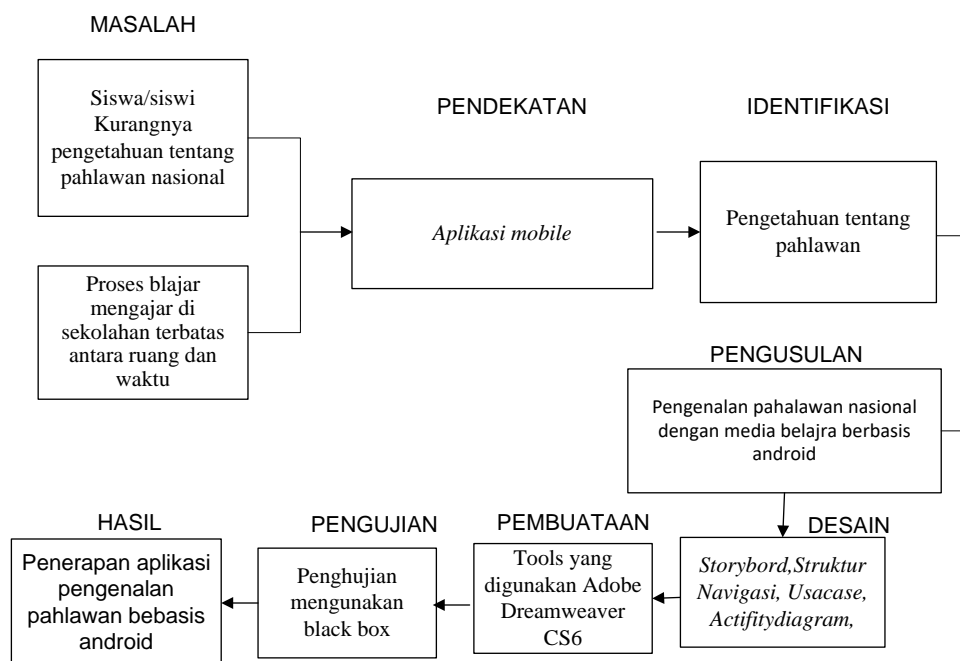 MASALAH
Siswa/siswi
Kurangnya
pengetahuan tentang
pahlawan nasional
Proses blajar
mengajar di
sekolahan terbatas
antara ruang dan
waktu
PENDEKATAN
Aplikasi mobile
IDENTIFIKASI
Pengetahuan tentang
pahlawan
PENGUSULAN
Pengenalan pahalawan nasional
dengan media belajra berbasis
android
DESAIN
Storybord,Struktur
Navigasi, Usacase,
Actifitydiagram,
PEMBUATAAN
Tools yang
digunakan Adobe
Dreamweaver
CS6
PENGUJIAN
Penghujian
mengunakan
black box
HASIL
Penerapan aplikasi
pengenalan
pahlawan bebasis
android